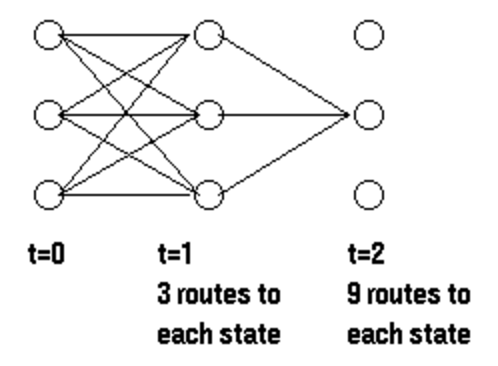 t=0
t=1
3 routes to
each state
t=2
9 routes to
each state